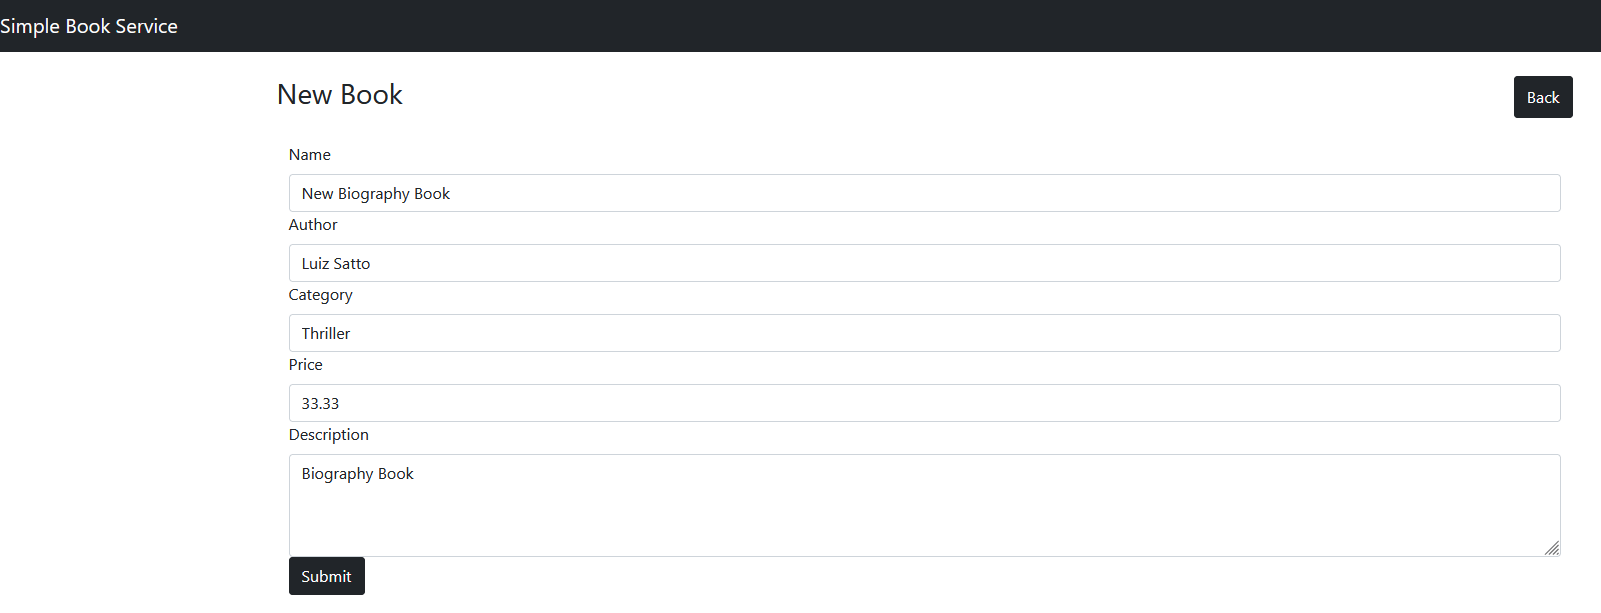 Simple Book Service
New Book
Back
Name
New Biography Book
Author
Luiz Satto
Category
Thriller
Price
33.33
Description
Biography Book
Submit